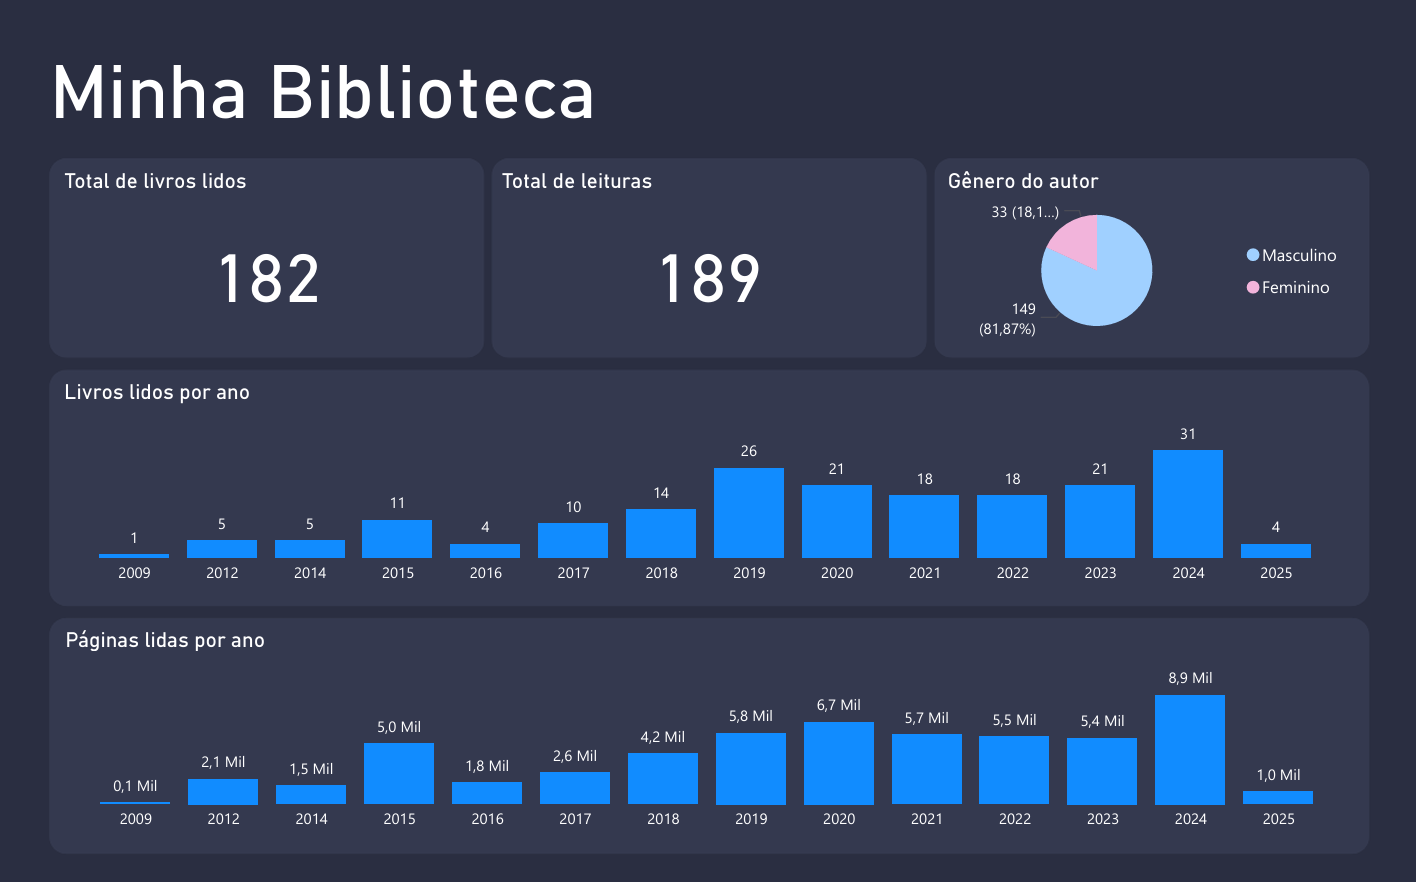 Minha Biblioteca
Total de livros lidos
182
Total de leituras
189
Gênero do autor
33 (18,1...)
149
(81,87%)
Masculino
Feminino
Livros lidos por ano
1
5
5
11
4
10
14
26
21
18
18
21
31
4
2009
2012
2014
2015
2016
2017
2018
2019
2020
2021
2022
2023
2024
2025
Páginas lidas por ano
0,1 Mil
2,1 Mil
1,5 Mil
5,0 Mil
1,8 Mil
2,6 Mil
4,2 Mil
5,8 Mil
6,7 Mil
5,7 Mil
5,5 Mil
5,4 Mil
8,9 Mil
1,0 Mil
2009
2012
2014
2015
2016
2017
2018
2019
2020
2021
2022
2023
2024
2025